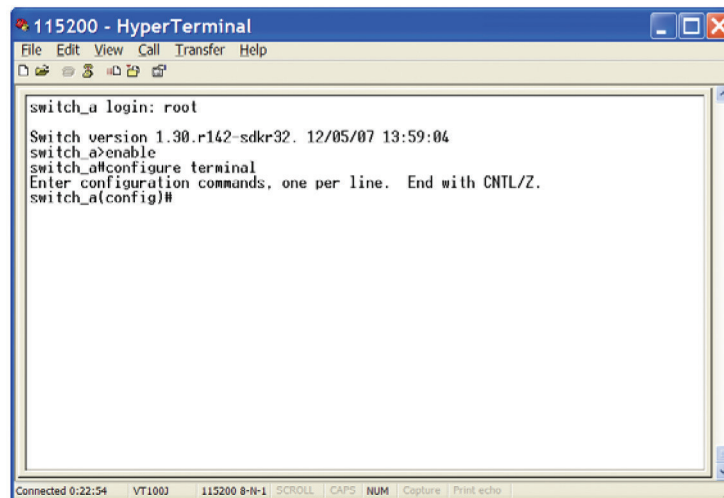 115200 - HyperTerminal
File Edit View Call Transfer Help
switch_a login: root
Switch version 1.30.r142-sdkr32. 12/05/07 13:59:04
switch_a>enable
switch_a#configure terminal
Enter configuration commands, one per line.  End with CNTL/Z.
switch_a(config)#
Connected 0:22:54 VT100J 115200 8-N-1 SCROLL CAPS NUM Capture Print echo